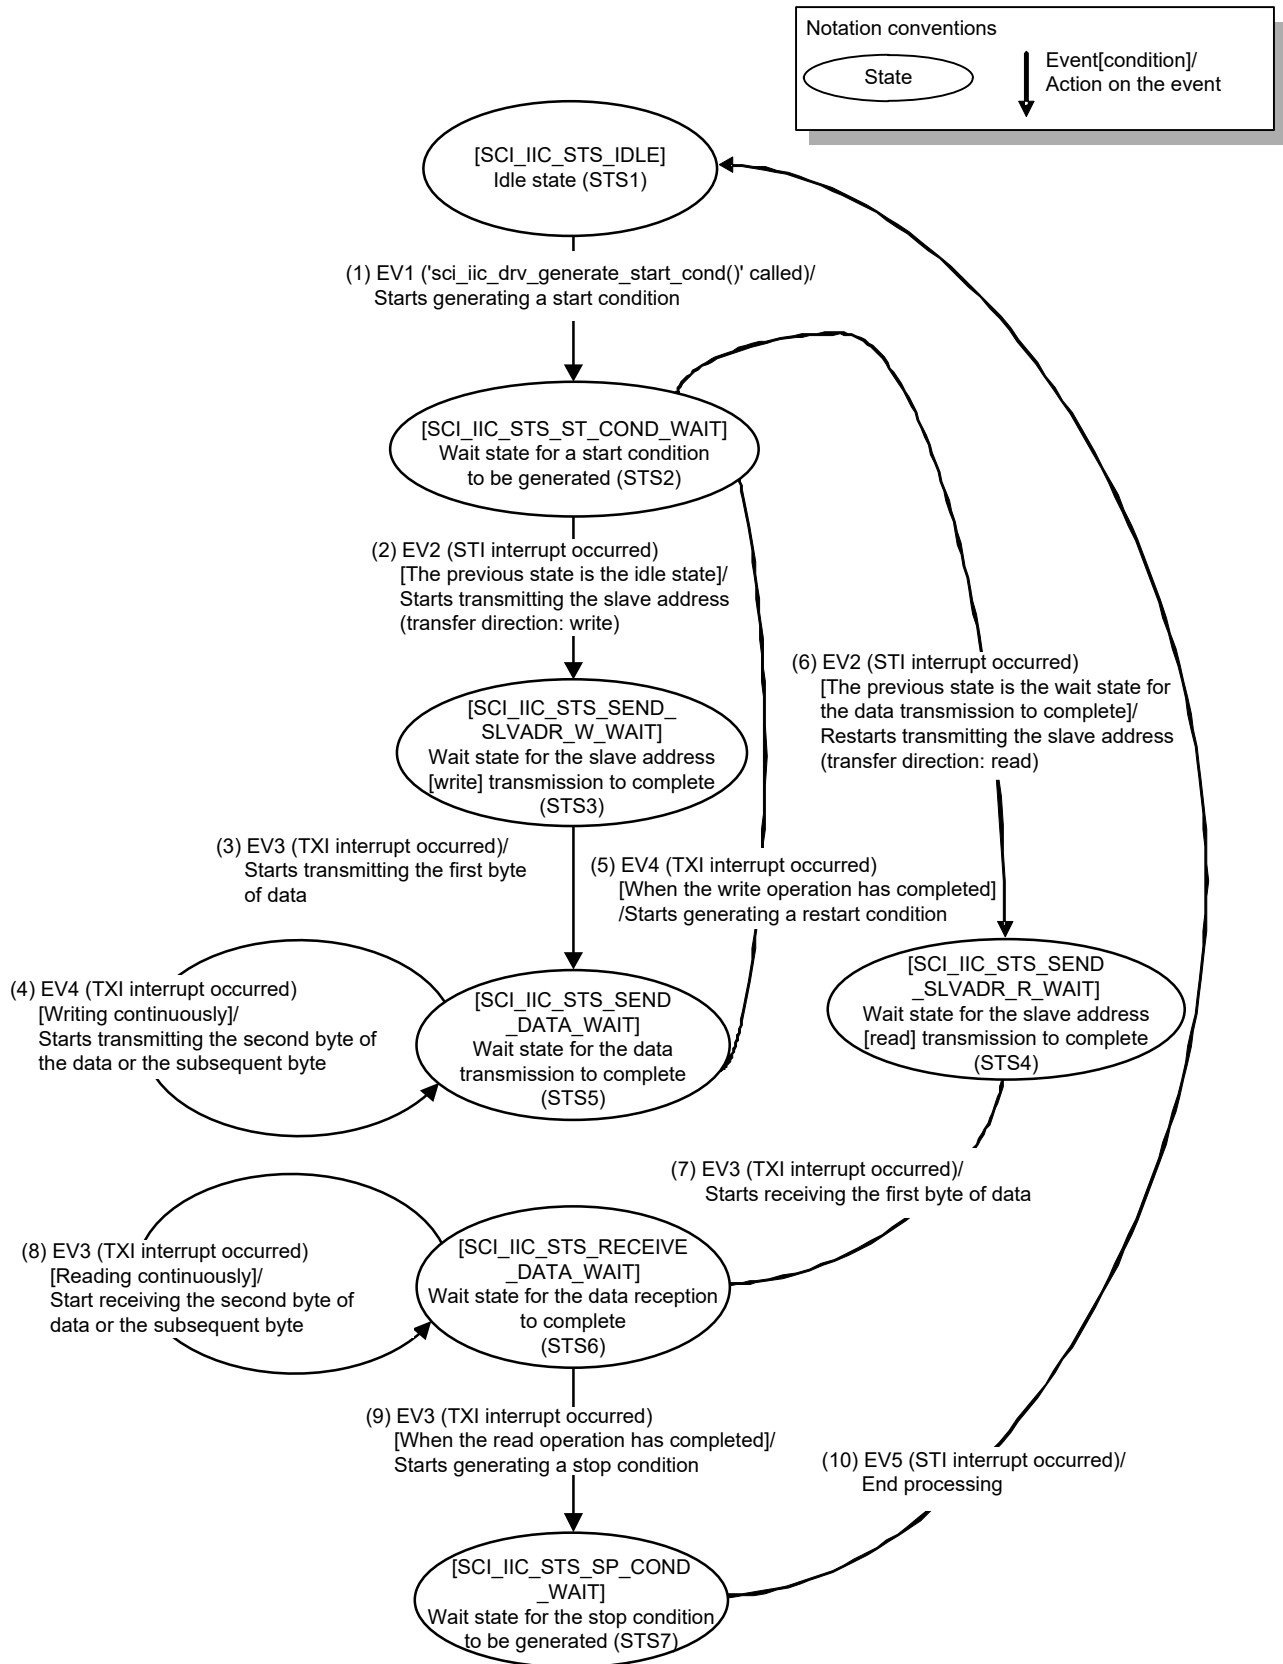 Notation conventions
State
Event[condition]/
Action on the event
[SCI_IIC_STS_IDLE]
Idle state (STS1)
(1) EV1 ('sci_iic_drv_generate_start_cond()' called)/
Starts generating a start condition
[SCI_IIC_STS_ST_COND_WAIT]
Wait state for a start condition
to be generated (STS2)
(2) EV2 (STI interrupt occurred)
[The previous state is the idle state]/
Starts transmitting the slave address
(transfer direction: write)
(6) EV2 (STI interrupt occurred)
[The previous state is the wait state for
the data transmission to complete]/
Restarts transmitting the slave address
(transfer direction: read)
[SCI_IIC_STS_SEND_
SLVADR_W_WAIT]
Wait state for the slave address
[write] transmission to complete
(STS3)
(3) EV3 (TXI interrupt occurred)/
Starts transmitting the first byte
of data
(5) EV4 (TXI interrupt occurred)
[When the write operation has completed]
/Starts generating a restart condition
(4) EV4 (TXI interrupt occurred)
[Writing continuously]/
Starts transmitting the second byte of
the data or the subsequent byte
[SCI_IIC_STS_SEND
_DATA_WAIT]
Wait state for the data
transmission to complete
(STS5)
[SCI_IIC_STS_SEND
_SLVADR_R_WAIT]
Wait state for the slave address
[read] transmission to complete
(STS4)
(7) EV3 (TXI interrupt occurred)/
Starts receiving the first byte of data
(8) EV3 (TXI interrupt occurred)
[Reading continuously]/
Start receiving the second byte of
data or the subsequent byte
[SCI_IIC_STS_RECEIVE
_DATA_WAIT]
Wait state for the data reception
to complete
(STS6)
(9) EV3 (TXI interrupt occurred)
[When the read operation has completed]/
Starts generating a stop condition
(10) EV5 (STI interrupt occurred)/
End processing
[SCI_IIC_STS_SP_COND
_WAIT]
Wait state for the stop condition
to be generated (STS7)